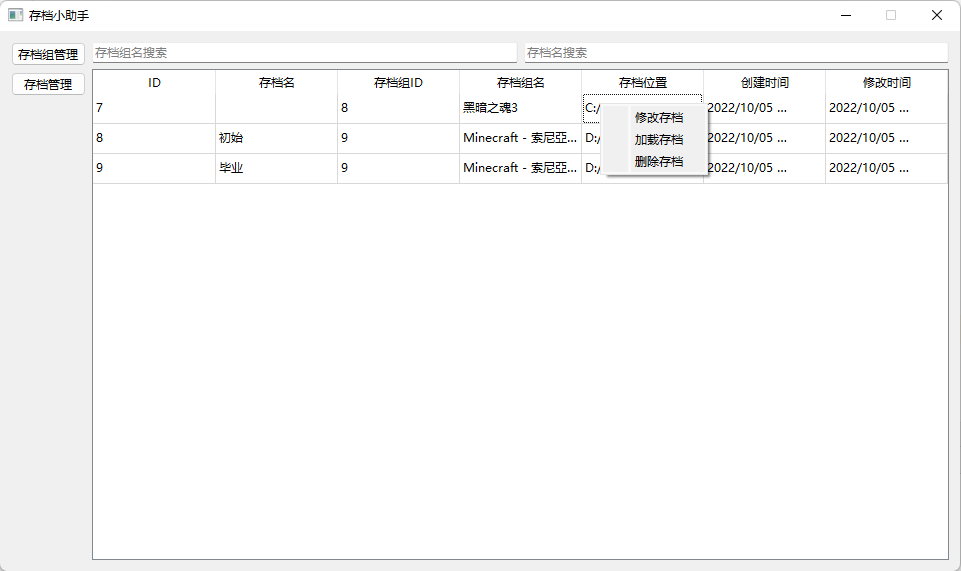 存档小助手
存档组管理
存档管理
存档组名搜索 存档名搜索
ID 存档名 存档组ID 存档组名 存档位置 创建时间 修改时间
7 8 黑暗之魂3 C:/ 2022/10/05 ... 2022/10/05 ...
8 初始 9 Minecraft - 索尼亞... D:/ 2022/10/05 ... 2022/10/05 ...
9 毕业 9 Minecraft - 索尼亞... D:/ 2022/10/05 ... 2022/10/05 ...
修改存档
加载存档
删除存档